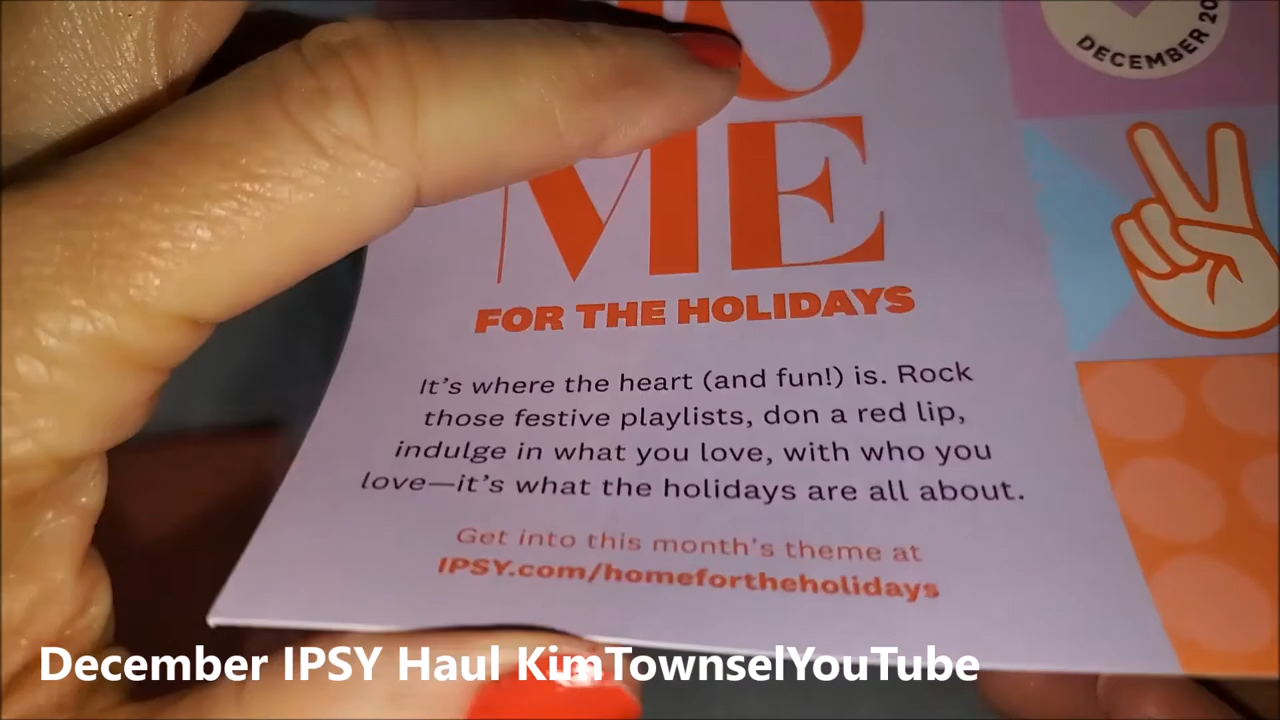 DECEMBER 20
ME
FOR THE HOLIDAYS
It's where the heart (and fun!) is. Rock
those festive playlists, don a red lip,
indulge in what you love, with who you
love—it's what the holidays are all about.
Get into this month's theme at
IPSY.com/homefortheholidays
December IPSY Haul KimTownselYouTube